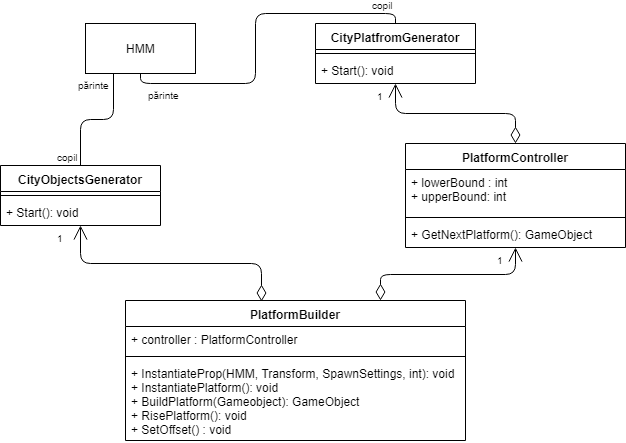 copil
CityPlatfromGenerator
+ Start(): void
HMM
părinte
părinte
1
copil
CityObjectsGenerator
+ Start(): void
1
PlatformController
+ lowerBound : int
+ upperBound: int
+ GetNextPlatform(): GameObject
1
PlatformBuilder
+ controller : PlatformController
+ InstantiateProp(HMM, Transform, SpawnSettings, int): void
+ InstantiatePlatform(): void
+ BuildPlatform(Gameobject): GameObject
+ RisePlatform(): void
+ SetOffset() : void